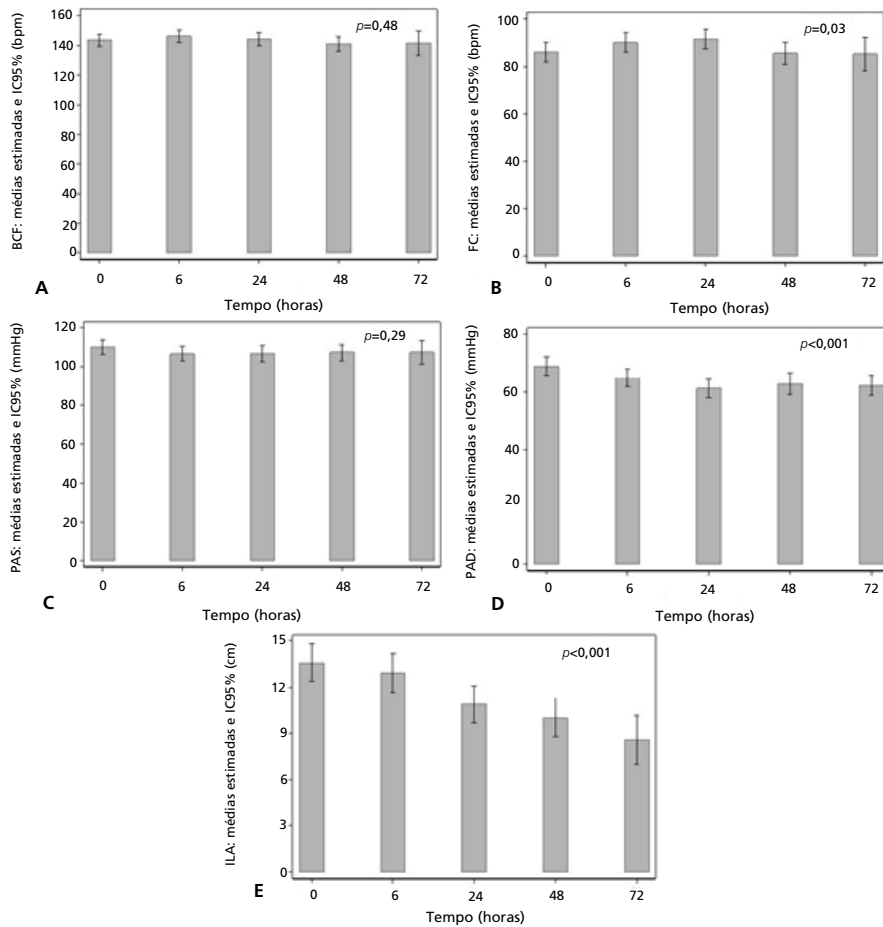 BCF: médias estimadas e IC95% (bpm)
160
140
120
100
80
60
40
20
0
p=0,48
0 6 24 48 72
A
Tempo (horas)
FC: médias estimadas e IC95% (bpm)
100
80
60
40
20
0
p=0,03
0 6 24 48 72
B
Tempo (horas)
PAS: médias estimadas e IC95% (mmHg)
120
100
80
60
40
20
0
p=0,29
0 6 24 48 72
C
Tempo (horas)
PAD: médias estimadas e IC95% (mmHg)
80
60
40
20
0
p<0,001
0 6 24 48 72
D
Tempo (horas)
ILA: médias estimadas e IC95% (cm)
15
12
9
6
3
0
p<0,001
0 6 24 48 72
E
Tempo (horas)